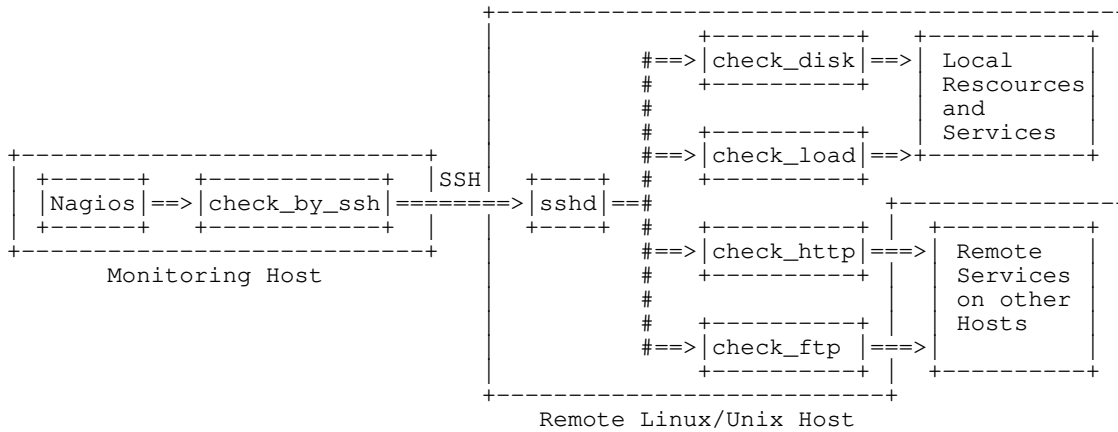 check_disk Local
Rescources
and
Services
check_load
SSH
Nagios check_by_ssh sshd
check_http Remote
Services
on other
Hosts
Monitoring Host
check_ftp
Remote Linux/Unix Host